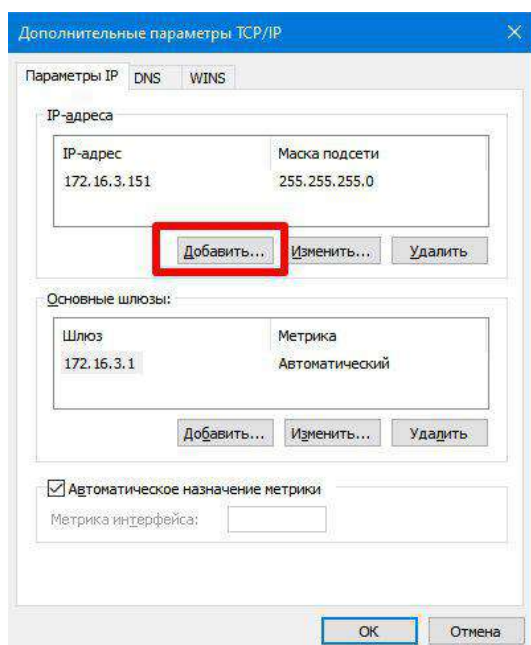 Дополнительные параметры TCP/IP
Параметры IP DNS WINS
IP-адреса
IP-адрес Маска подсети
172.16.3.151 255.255.255.0
Добавить... Изменить... Удалить
Основные шлюзы:
Шлюз Метрика
172.16.3.1 Автоматический
Добавить... Изменить... Удалить
Автоматическое назначение метрики
Метрика интерфейса:
OK Отмена